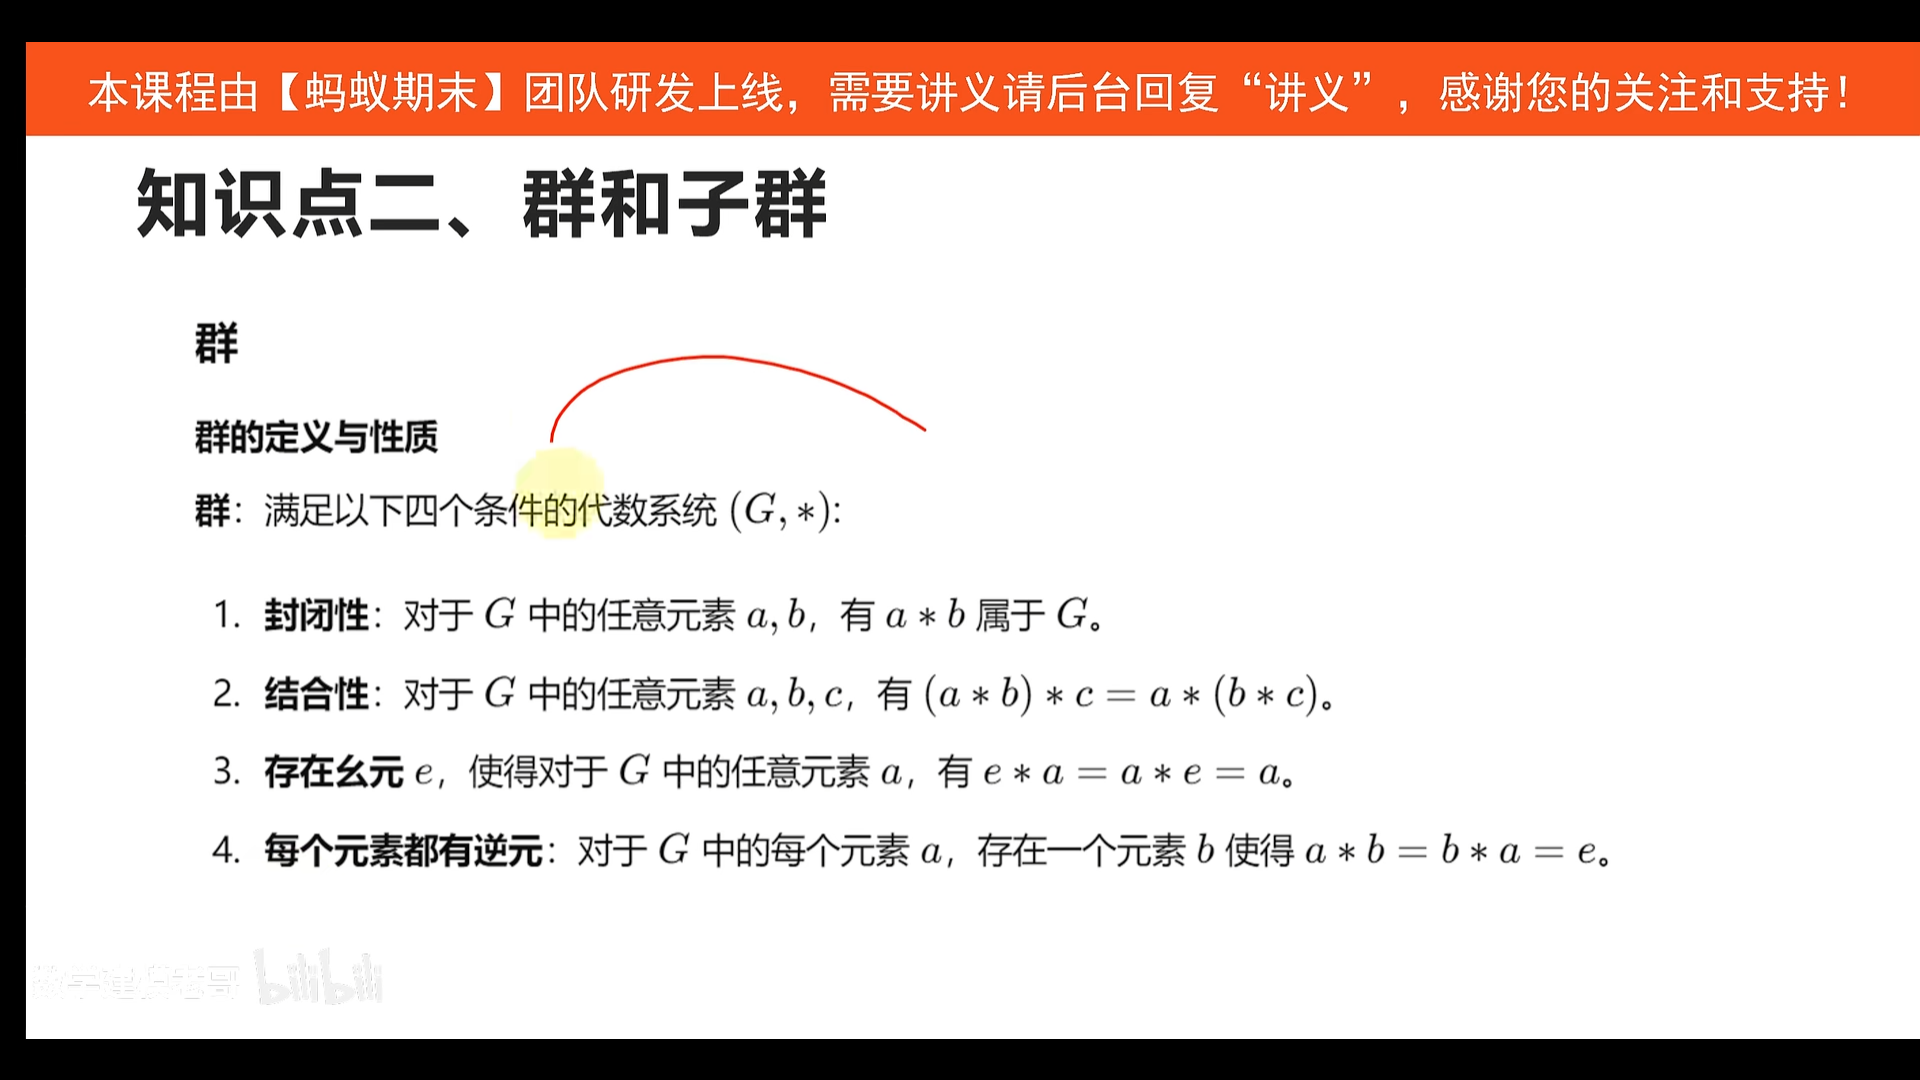 本课程由【蚂蚁期末】团队研发上线，需要讲义请后台回复“讲义”，感谢您的关注和支持！
知识点二、群和子群
群
群的定义与性质
群：满足以下四个条件的代数系统 (G, ∗):
1. 封闭性：对于 G 中的任意元素 a, b，有 a ∗ b 属于 G。
2. 结合性：对于 G 中的任意元素 a, b, c，有 (a ∗ b) ∗ c = a ∗ (b ∗ c)。
3. 存在幺元 e，使得对于 G 中的任意元素 a，有 e ∗ a = a ∗ e = a。
4. 每个元素都有逆元：对于 G 中的每个元素 a，存在一个元素 b 使得 a ∗ b = b ∗ a = e。
数学建模老哥 bilibili